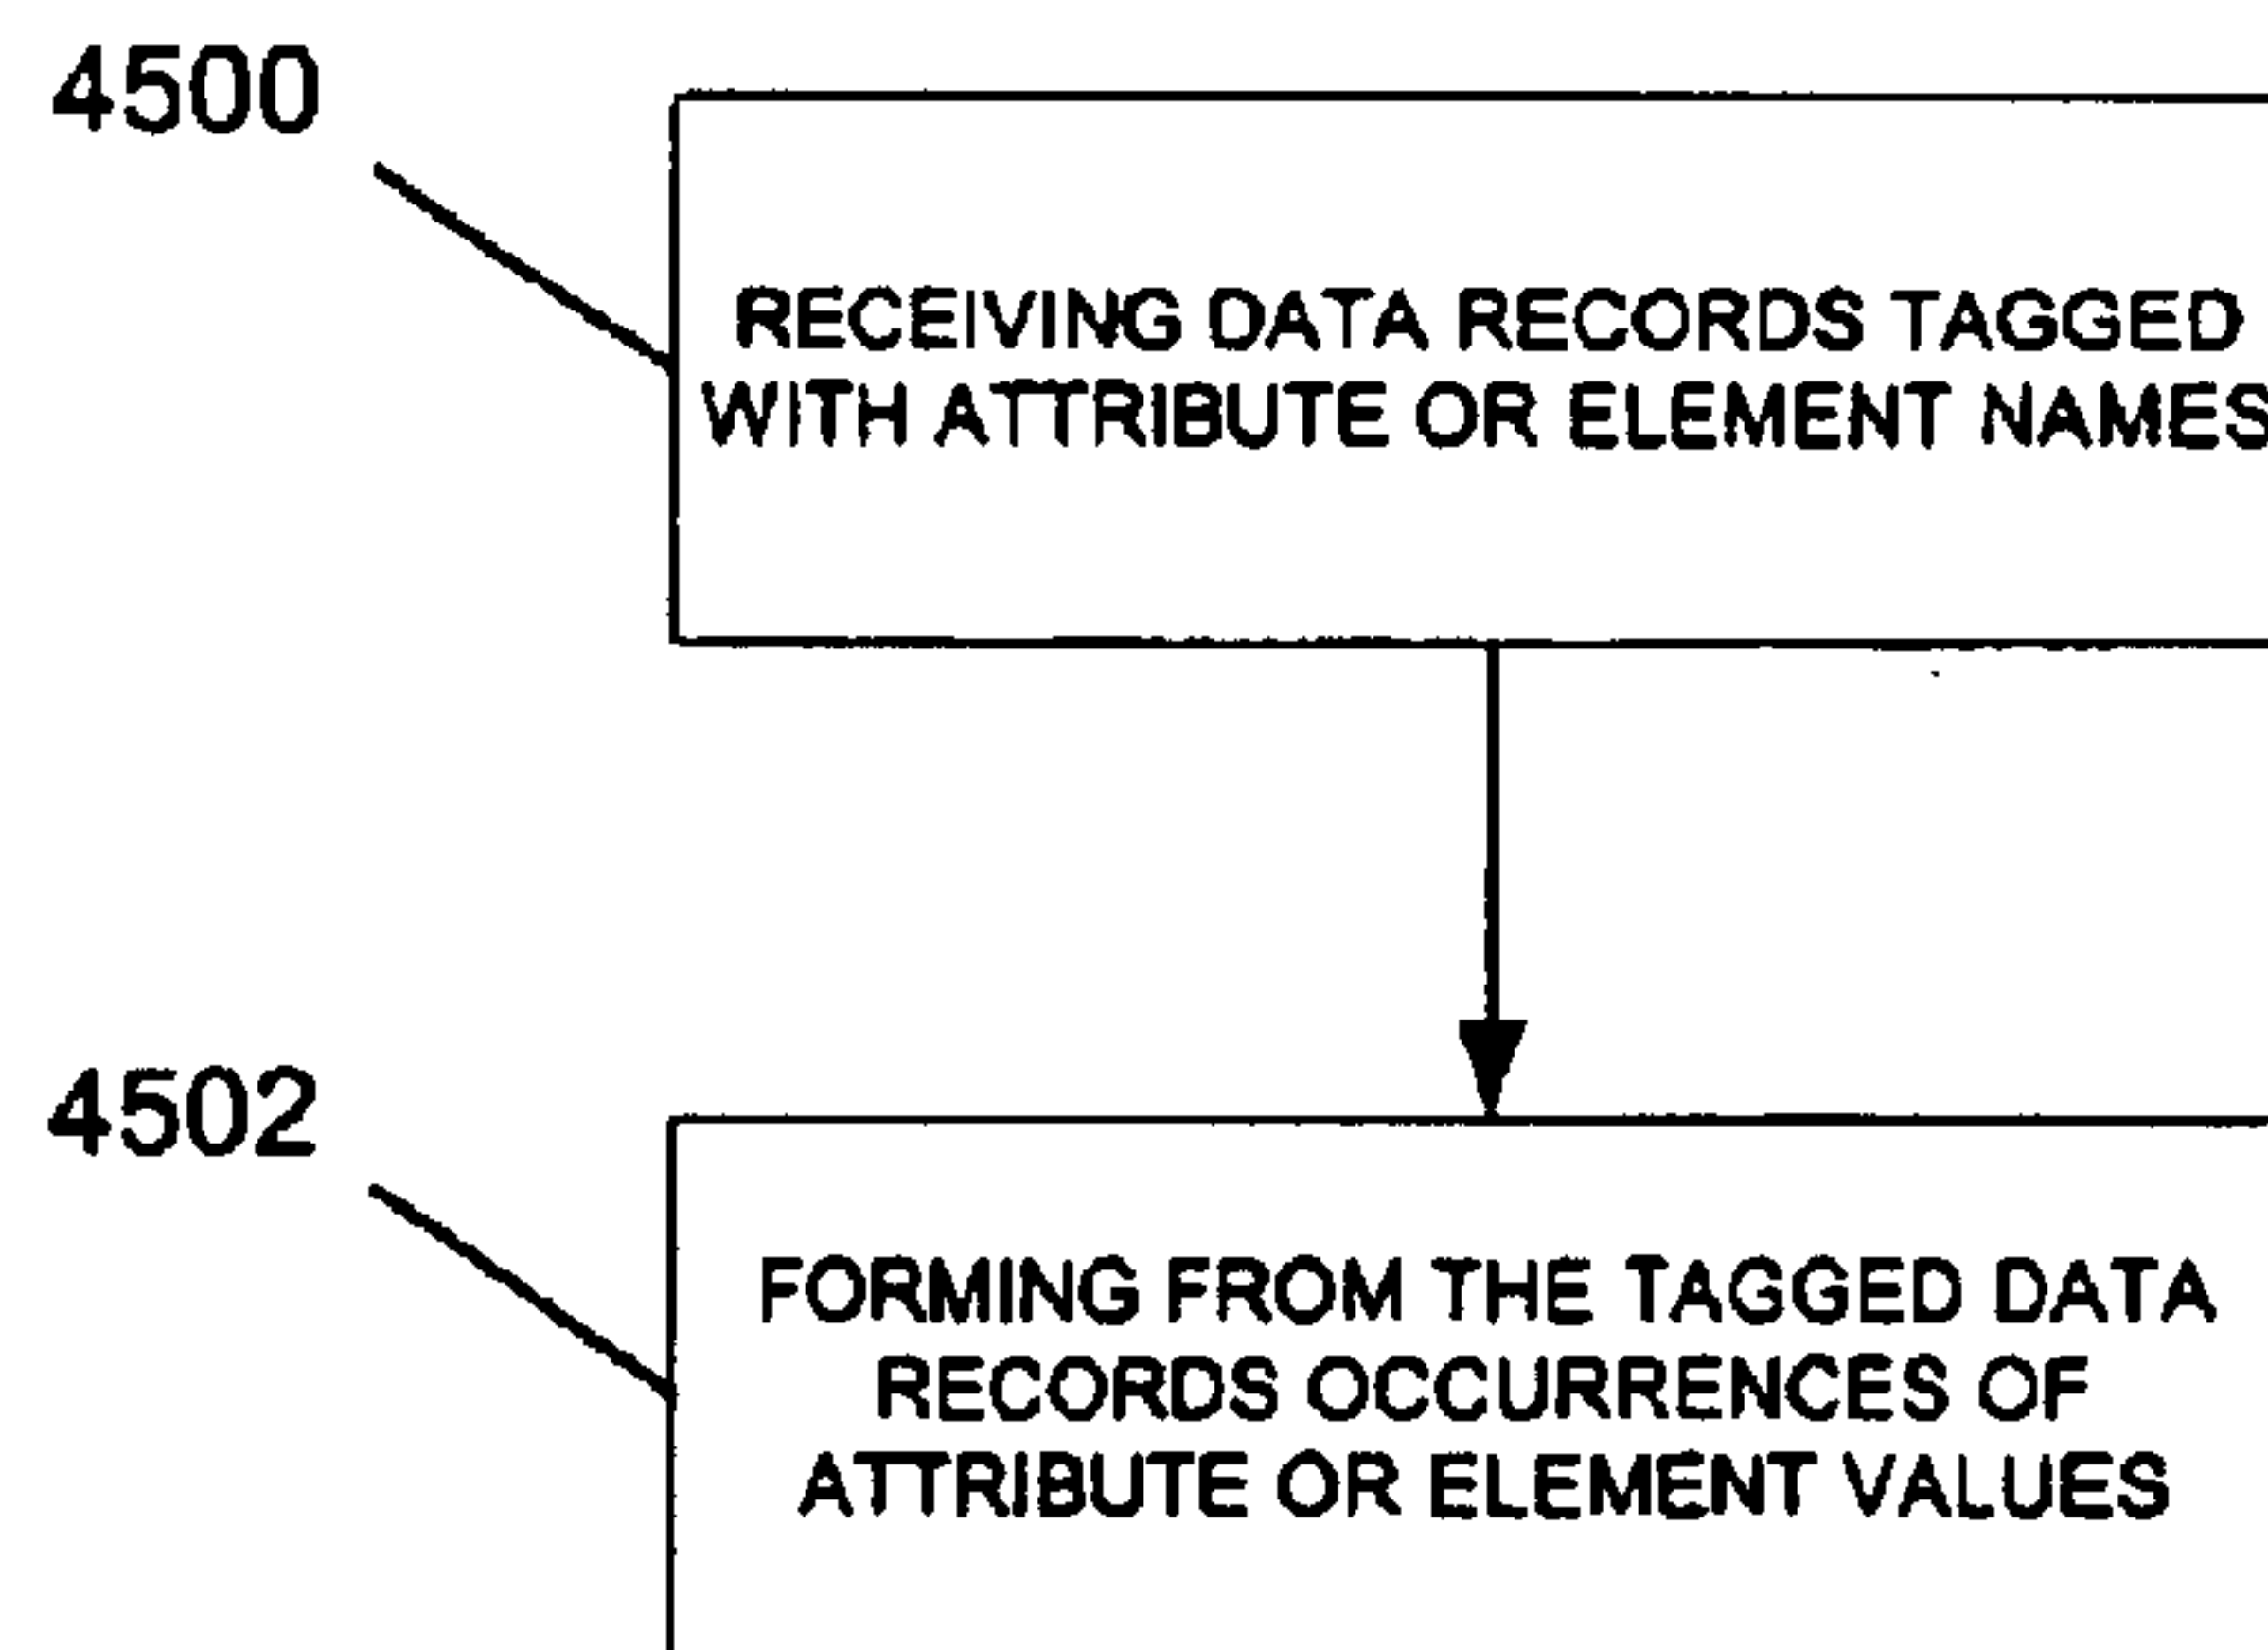 4500
RECEIVING DATA RECORDS TAGGED
WITH ATTRIBUTE OR ELEMENT NAMES
4502
FORMING FROM THE TAGGED DATA
RECORDS OCCURRENCES OF
ATTRIBUTE OR ELEMENT VALUES